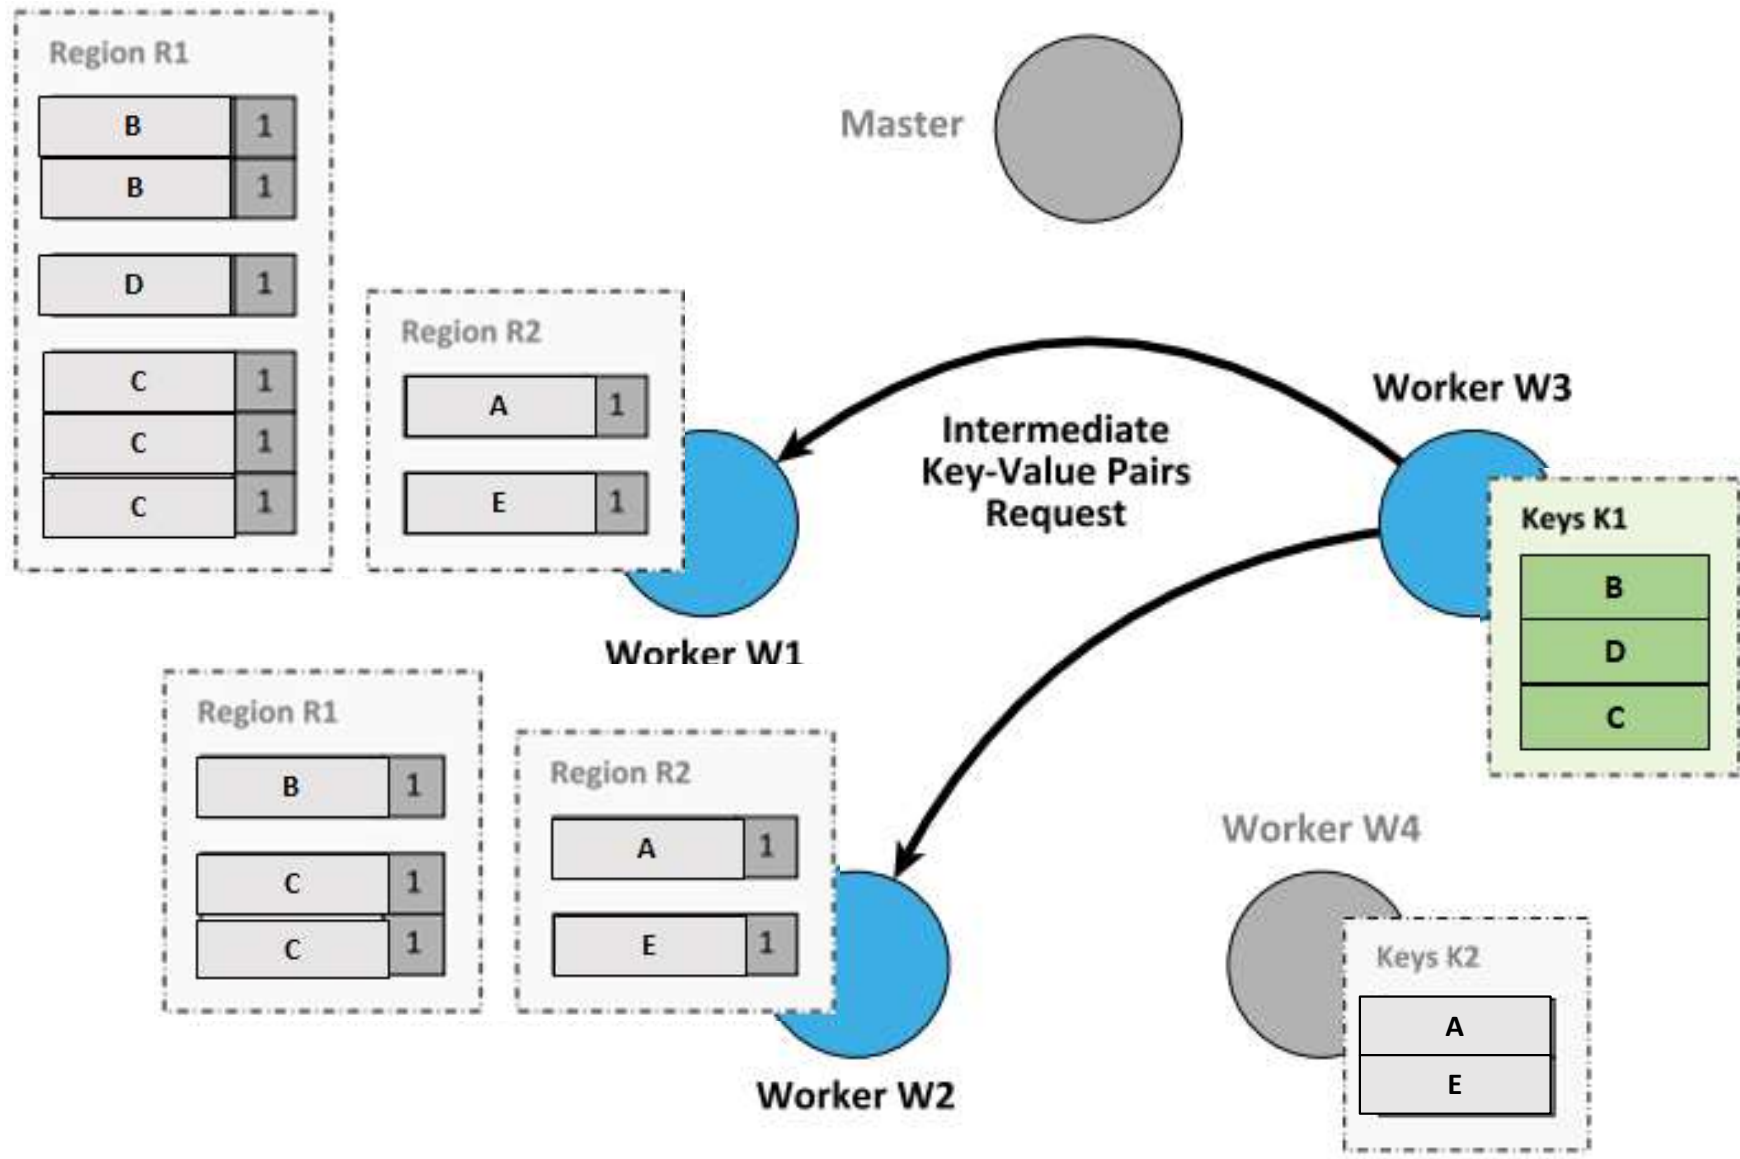 Region R1
B 1
B 1
D 1
C 1
C 1
C 1
Region R2
A 1
E 1
Worker W1
Master
Intermediate
Key-Value Pairs
Request
Worker W3
Keys K1
B
D
C
Region R1
B 1
C 1
C 1
Region R2
A 1
E 1
Worker W2
Worker W4
Keys K2
A
E